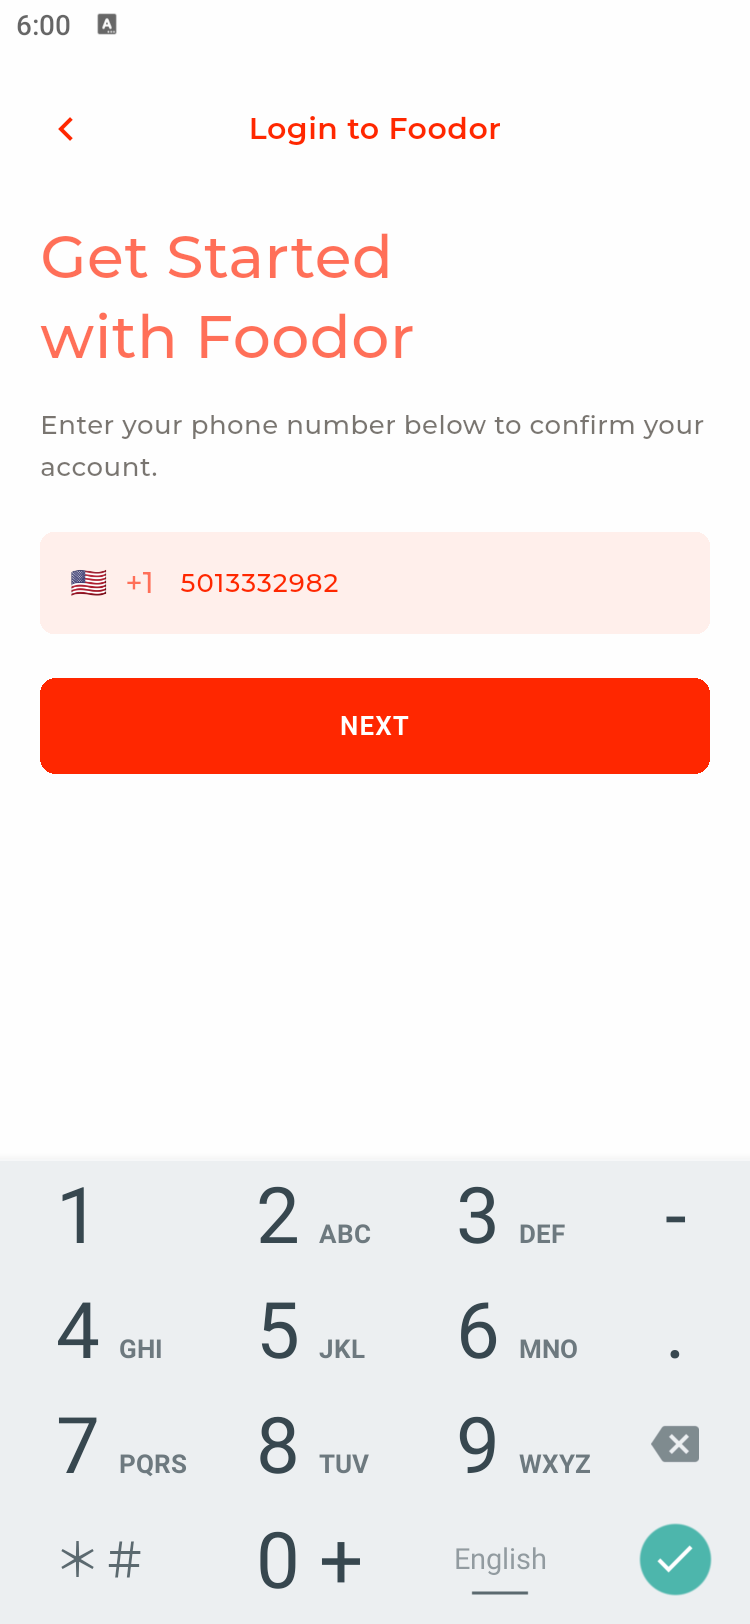 6:00
Login to Foodor
Get Started
with Foodor
Enter your phone number below to confirm your
account.
+1 5013332982
NEXT
1 2 ABC 3 DEF -
4 GHI 5 JKL 6 MNO .
7 PQRS 8 TUV 9 WXYZ
*# 0 + English